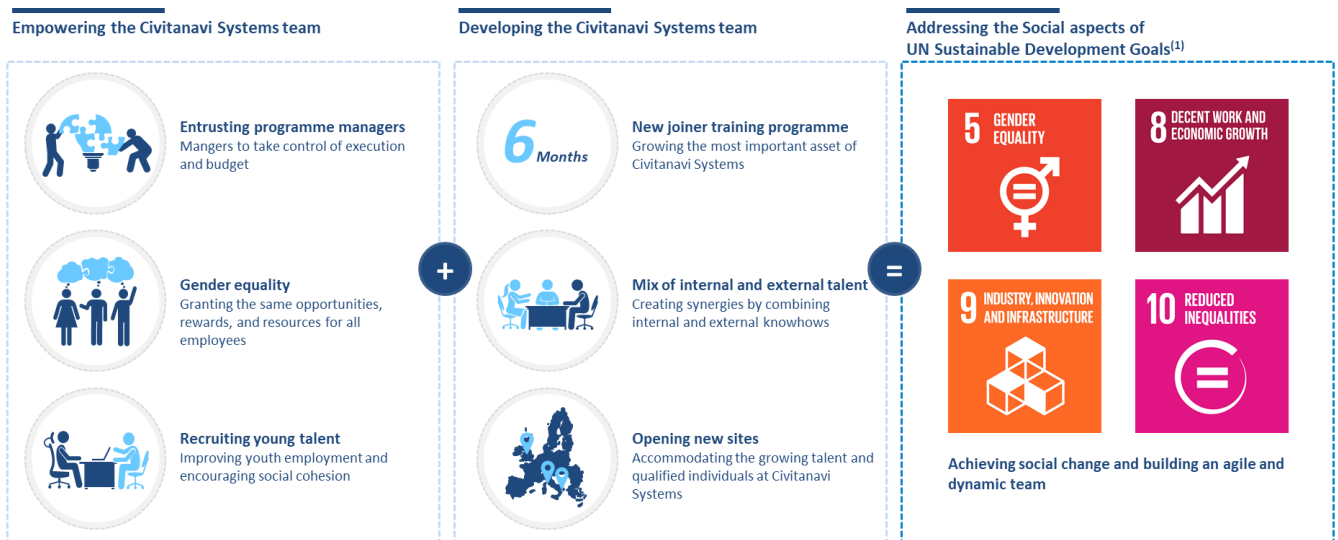 Empowering the Civitanavi Systems team
Entrusting programme managers
Mangers to take control of execution
and budget
Gender equality
Granting the same opportunities,
rewards, and resources for all
employees
Recruiting young talent
Improving youth employment and
encouraging social cohesion
+
Developing the Civitanavi Systems team
6 Months
New joiner training programme
Growing the most important asset of
Civitanavi Systems
Mix of internal and external talent
Creating synergies by combining
internal and external knowhows
Opening new sites
Accommodating the growing talent and
qualified individuals at Civitanavi
Systems
=
Addressing the Social aspects of
UN Sustainable Development Goals(1)
5 GENDER
EQUALITY
8 DECENT WORK AND
ECONOMIC GROWTH
9 INDUSTRY, INNOVATION
AND INFRASTRUCTURE
10 REDUCED
INEQUALITIES
Achieving social change and building an agile and
dynamic team